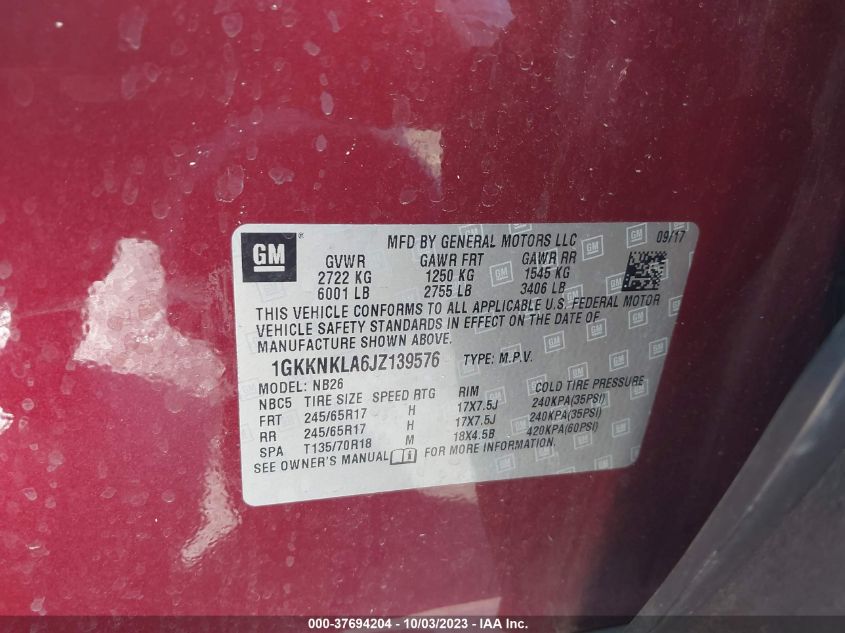 GM ® MFD BY GENERAL MOTORS LLC 09/17
GVWR GAWR FRT GAWR RR
2722 KG 1250 KG 1545 KG
6001 LB 2755 LB 3406 LB
THIS VEHICLE CONFORMS TO ALL APPLICABLE U.S. FEDERAL MOTOR
VEHICLE SAFETY STANDARDS IN EFFECT ON THE DATE OF
MANUFACTURE SHOWN ABOVE.
1GKKNKLA6JZ139576 TYPE: M.P.V.
MODEL: NB26
NBC5 TIRE SIZE SPEED RTG RIM COLD TIRE PRESSURE
FRT 245/65R17 H 17X7.5J 240KPA(35PSI)
RR 245/65R17 H 17X7.5J 240KPA(35PSI)
SPA T135/70R18 M 18X4.5B 420KPA(60PSI)
SEE OWNER'S MANUAL i FOR MORE INFORMATION.
000-37694204 - 10/03/2023 - IAA Inc.